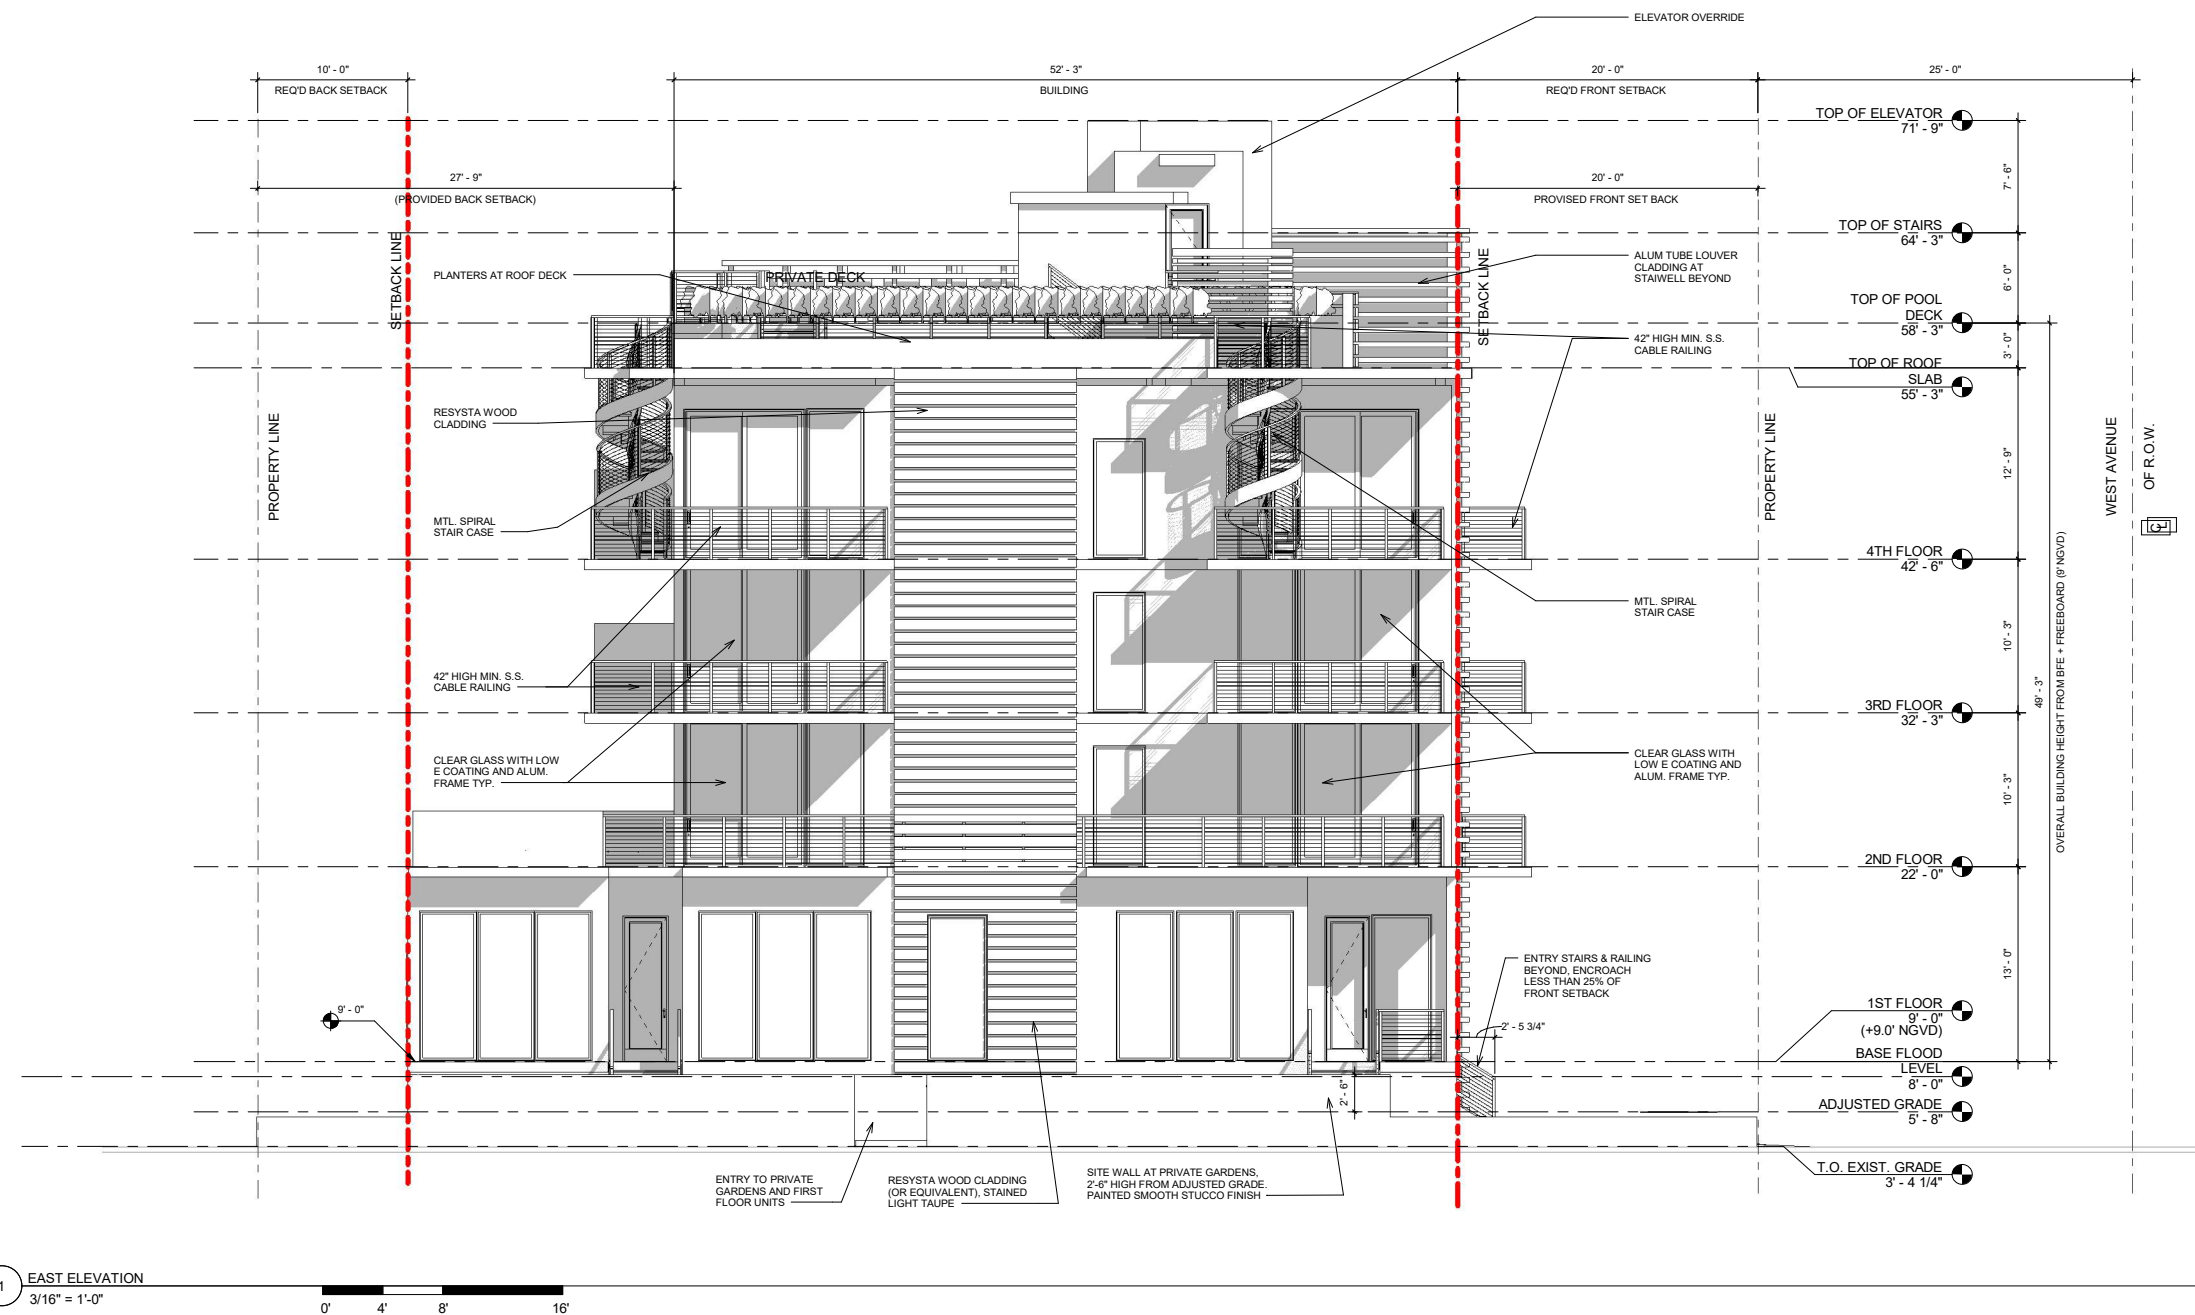 ELEVATOR OVERRIDE
10' - 0"
REQ'D BACK SETBACK
52' - 3"
BUILDING
20' - 0"
REQ'D FRONT SETBACK
25' - 0"
TOP OF ELEVATOR
71' - 9"
7' - 6"
27' - 9"
(PROVIDED BACK SETBACK)
20' - 0"
PROVISED FRONT SET BACK
TOP OF STAIRS
64' - 3"
SETBACK LINE
SETBACK LINE
PLANTERS AT ROOF DECK
PRIVATE DECK
ALUM TUBE LOUVER
CLADDING AT
STAIWELL BEYOND
6' - 0"
TOP OF POOL
DECK
58' - 3"
42" HIGH MIN. S.S.
CABLE RAILING
3' - 0"
TOP OF ROOF
SLAB
55' - 3"
RESYSTA WOOD
CLADDING
PROPERTY LINE
PROPERTY LINE
WEST AVENUE
OF R.O.W.
12' - 9"
MTL. SPIRAL
STAIR CASE
4TH FLOOR
42' - 6"
MTL. SPIRAL
STAIR CASE
10' - 3"
42" HIGH MIN. S.S.
CABLE RAILING
3RD FLOOR
32' - 3"
49' - 3"
OVERALL BUILDING HEIGHT FROM BFE + FREEBOARD (9' NGVD)
CLEAR GLASS WITH LOW
E COATING AND ALUM.
FRAME TYP.
CLEAR GLASS WITH
LOW E COATING AND
ALUM. FRAME TYP.
10' - 3"
2ND FLOOR
22' - 0"
ENTRY STAIRS & RAILING
BEYOND, ENCROACH
LESS THAN 25% OF
FRONT SETBACK
13' - 0"
9' - 0"
2' - 5 3/4"
1ST FLOOR
9' - 0"
(+9.0' NGVD)
BASE FLOOD
LEVEL
8' - 0"
2' - 6"
ADJUSTED GRADE
5' - 8"
ENTRY TO PRIVATE
GARDENS AND FIRST
FLOOR UNITS
RESYSTA WOOD CLADDING
(OR EQUIVALENT), STAINED
LIGHT TAUPE
SITE WALL AT PRIVATE GARDENS,
2'-6" HIGH FROM ADJUSTED GRADE.
PAINTED SMOOTH STUCCO FINISH
T.O. EXIST. GRADE
3' - 4 1/4"
1
EAST ELEVATION
3/16" = 1'-0"
0' 4' 8' 16'